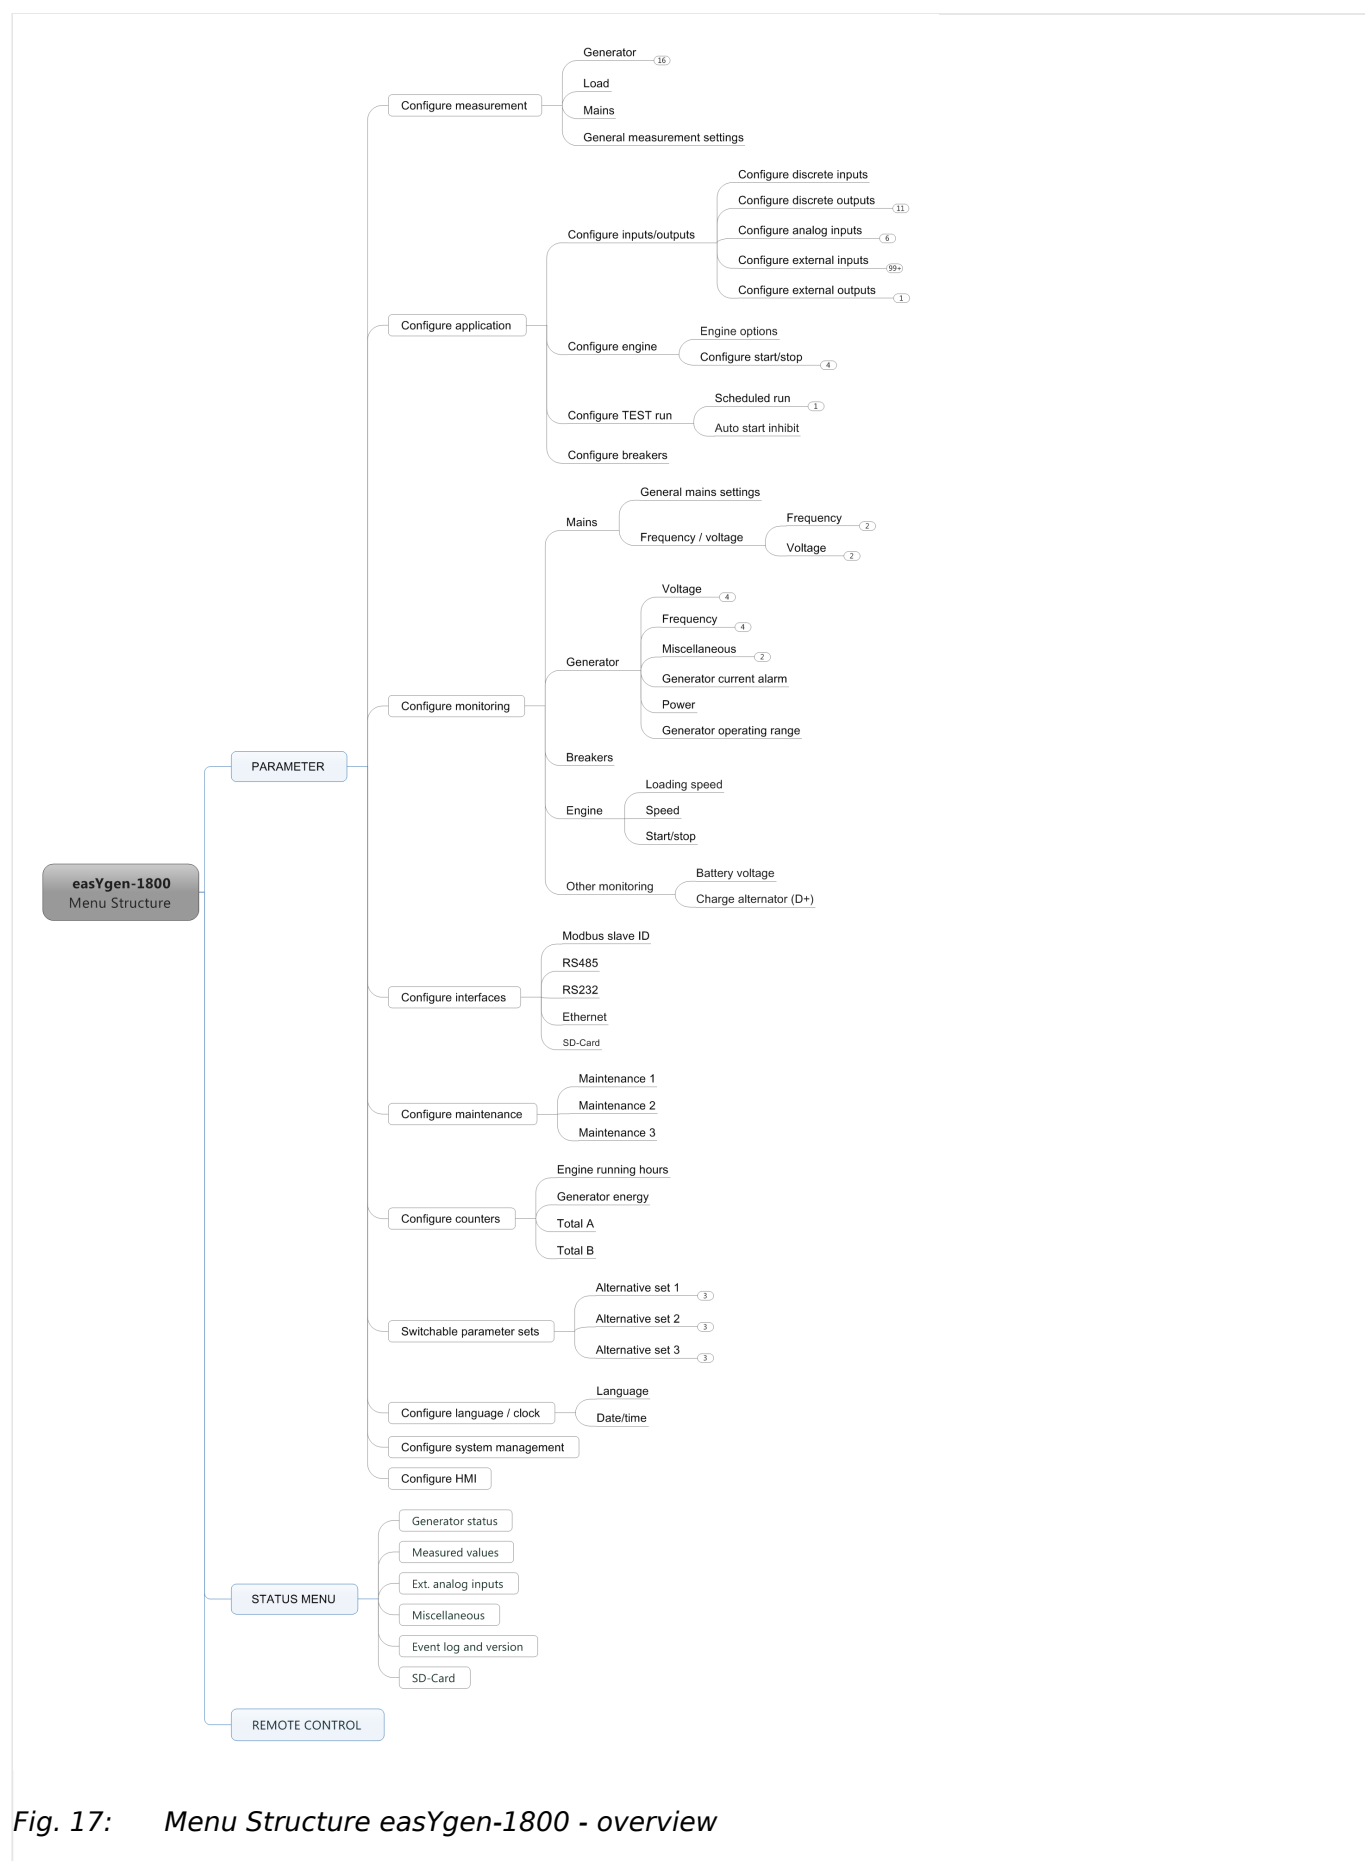 Generator
16
Load
Configure measurement
Mains
General measurement settings
Configure discrete inputs
Configure discrete outputs
11
Configure analog inputs
6
Configure inputs/outputs
Configure external inputs
99+
Configure external outputs
1
Configure application
Engine options
Configure engine
Configure start/stop
4
Scheduled run
1
Configure TEST run
Auto start inhibit
Configure breakers
General mains settings
Mains
Frequency
2
Frequency / voltage
Voltage
2
Voltage
4
Frequency
4
Miscellaneous
2
Generator
Generator current alarm
Power
Configure monitoring
Generator operating range
Breakers
PARAMETER
Loading speed
Engine
Speed
Start/stop
Battery voltage
easYgen-1800
Menu Structure
Other monitoring
Charge alternator (D+)
Modbus slave ID
RS485
RS232
Configure interfaces
Ethernet
SD-Card
Maintenance 1
Maintenance 2
Configure maintenance
Maintenance 3
Engine running hours
Generator energy
Configure counters
Total A
Total B
Alternative set 1
3
Alternative set 2
3
Switchable parameter sets
Alternative set 3
3
Language
Configure language / clock
Date/time
Configure system management
Configure HMI
Generator status
Measured values
Ext. analog inputs
STATUS MENU
Miscellaneous
Event log and version
SD-Card
REMOTE CONTROL
Fig. 17: Menu Structure easYgen-1800 - overview